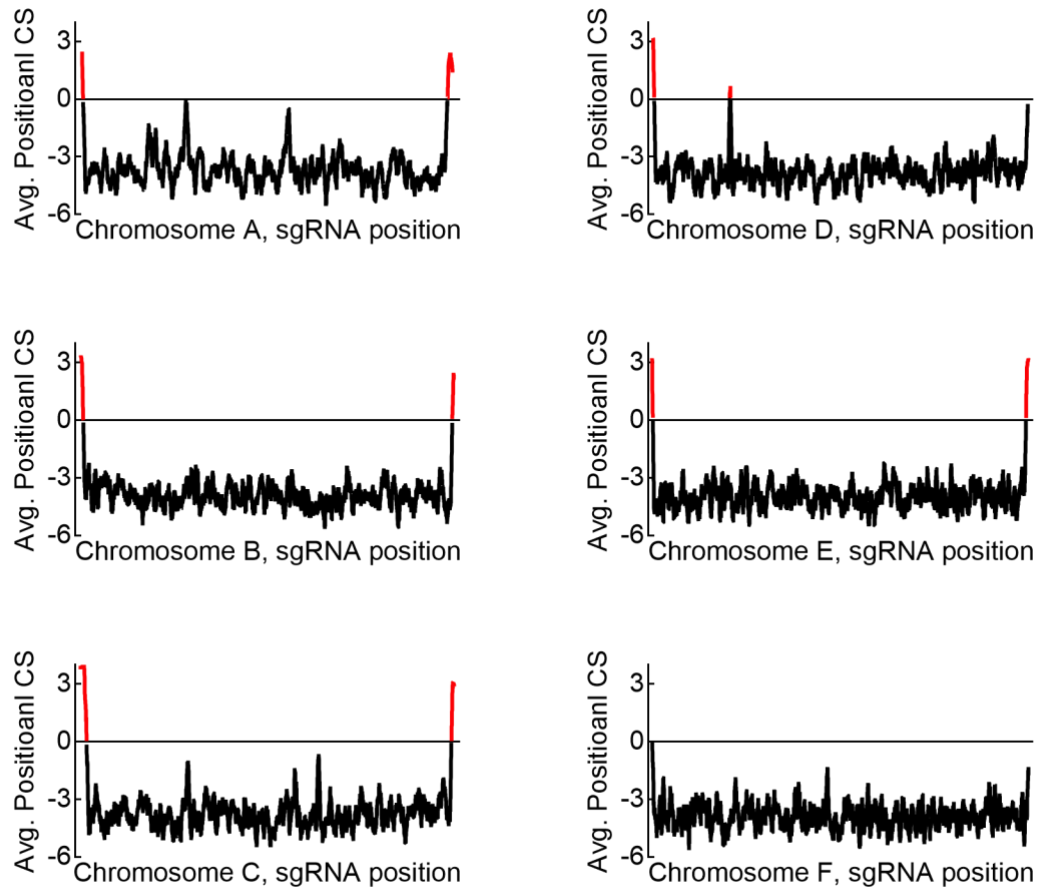 Avg. Positioanl CS
3
0
-3
-6
Chromosome A, sgRNA position
Avg. Positioanl CS
3
0
-3
-6
Chromosome D, sgRNA position
Avg. Positioanl CS
3
0
-3
-6
Chromosome B, sgRNA position
Avg. Positioanl CS
3
0
-3
-6
Chromosome E, sgRNA position
Avg. Positioanl CS
3
0
-3
-6
Chromosome C, sgRNA position
Avg. Positioanl CS
3
0
-3
-6
Chromosome F, sgRNA position